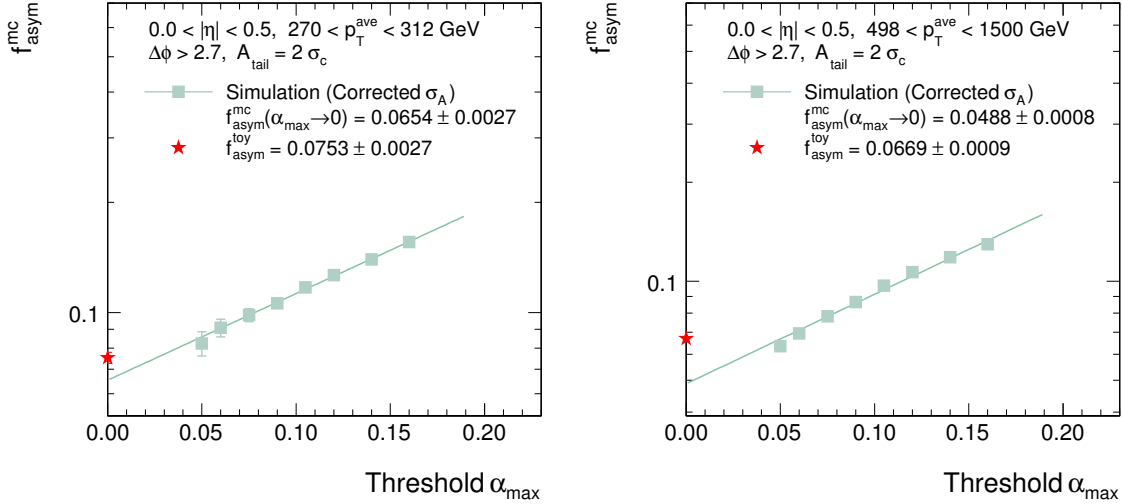 f_asym^mc
0.0 < |η| < 0.5, 270 < p_T^ave < 312 GeV
Δϕ > 2.7, A_tail = 2 σ_c
Simulation (Corrected σ_A)
f_asym^mc(α_max→0) = 0.0654 ± 0.0027
f_asym^toy = 0.0753 ± 0.0027
0.1
0.00 0.05 0.10 0.15 0.20
Threshold α_max
f_asym^mc
0.0 < |η| < 0.5, 498 < p_T^ave < 1500 GeV
Δϕ > 2.7, A_tail = 2 σ_c
Simulation (Corrected σ_A)
f_asym^mc(α_max→0) = 0.0488 ± 0.0008
f_asym^toy = 0.0669 ± 0.0009
0.1
0.00 0.05 0.10 0.15 0.20
Threshold α_max